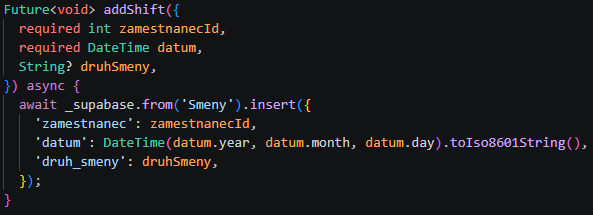 Future<void> addShift({
  required int zamestnanecId,
  required DateTime datum,
  String? druhSmeny,
}) async {
  await _supabase.from('Smeny').insert({
    'zamestnanec': zamestnanecId,
    'datum': DateTime(datum.year, datum.month, datum.day).toIso8601String(),
    'druh_smeny': druhSmeny,
  });
}